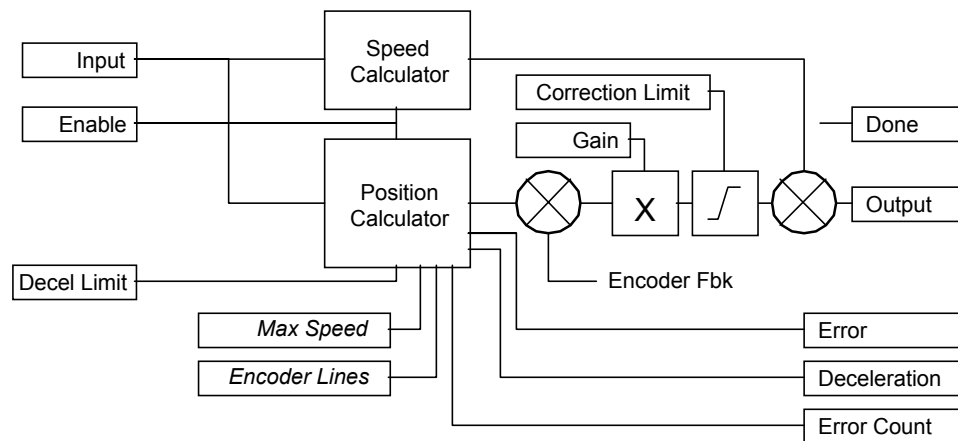 Speed
Calculator
Input
Correction Limit
Enable
Done
Gain
Position
Calculator
X
Output
Decel Limit
Encoder Fbk
Max Speed
Error
Encoder Lines
Deceleration
Error Count